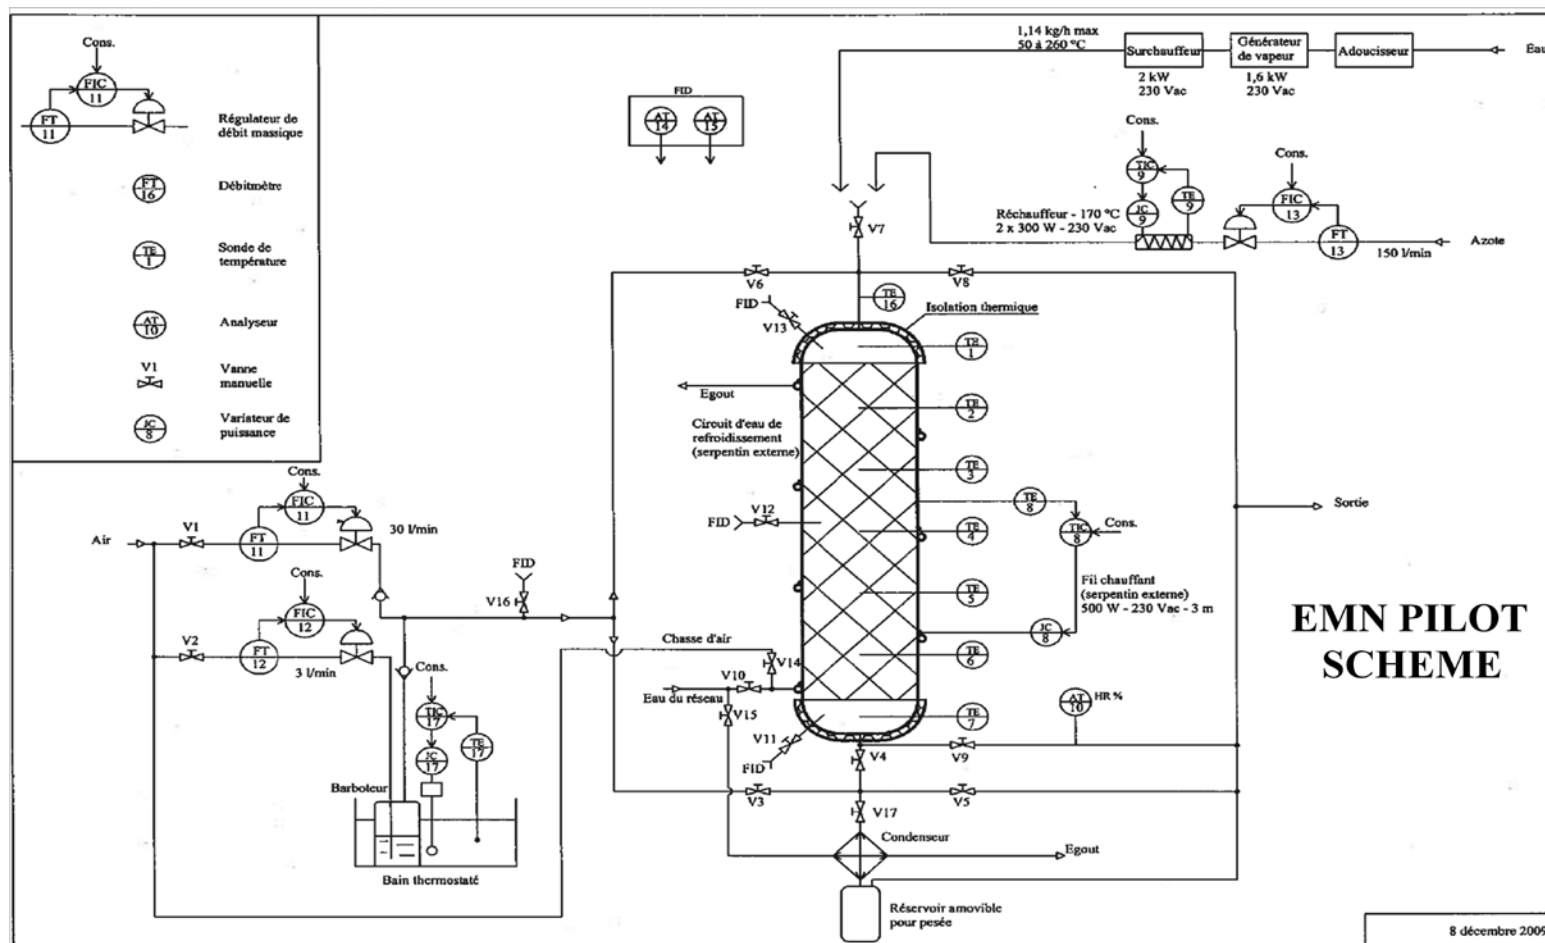 Cons.
FIC
11
FT
11
Régulateur de
débit massique
FT
16
Débitmètre
TE
1
Sonde de
température
AT
10
Analyseur
V1
Vanne
manuelle
JC
8
Variateur de
puissance
FID
AT
14
AT
15
1,14 kg/h max
50 à 260 °C
Surchauffeur
2 kW
230 Vac
Générateur
de vapeur
1,6 kW
230 Vac
Adoucisseur
Eau
Cons.
TIC
9
JC
9
TE
9
Réchauffeur - 170 °C
2 x 300 W - 230 Vac
Cons.
FIC
13
FT
13
150 l/min
Azote
V7
V6
V8
TE
16
FID
V13
Isolation thermique
TE
1
Egout
TE
2
Circuit d'eau de
refroidissement
(serpentin externe)
TE
3
TE
8
Sortie
FID
V12
TE
4
TIC
8
Cons.
Fil chauffant
(serpentin externe)
500 W - 230 Vac - 3 m
TE
5
JC
8
TE
6
EMN PILOT
SCHEME
Cons.
FIC
11
30 l/min
Air
V1
FT
11
Cons.
FIC
12
V2
FT
12
3 l/min
FID
V16
Chasse d'air
V14
V10
Eau du réseau
V15
Cons.
TIC
17
TE
17
JC
17
Barboteur
Bain thermostaté
TE
7
AT
10
HR %
V11
FID
V4
V9
V3
V5
V17
Condenseur
Egout
Réservoir amovible
pour pesée
8 décembre 2009